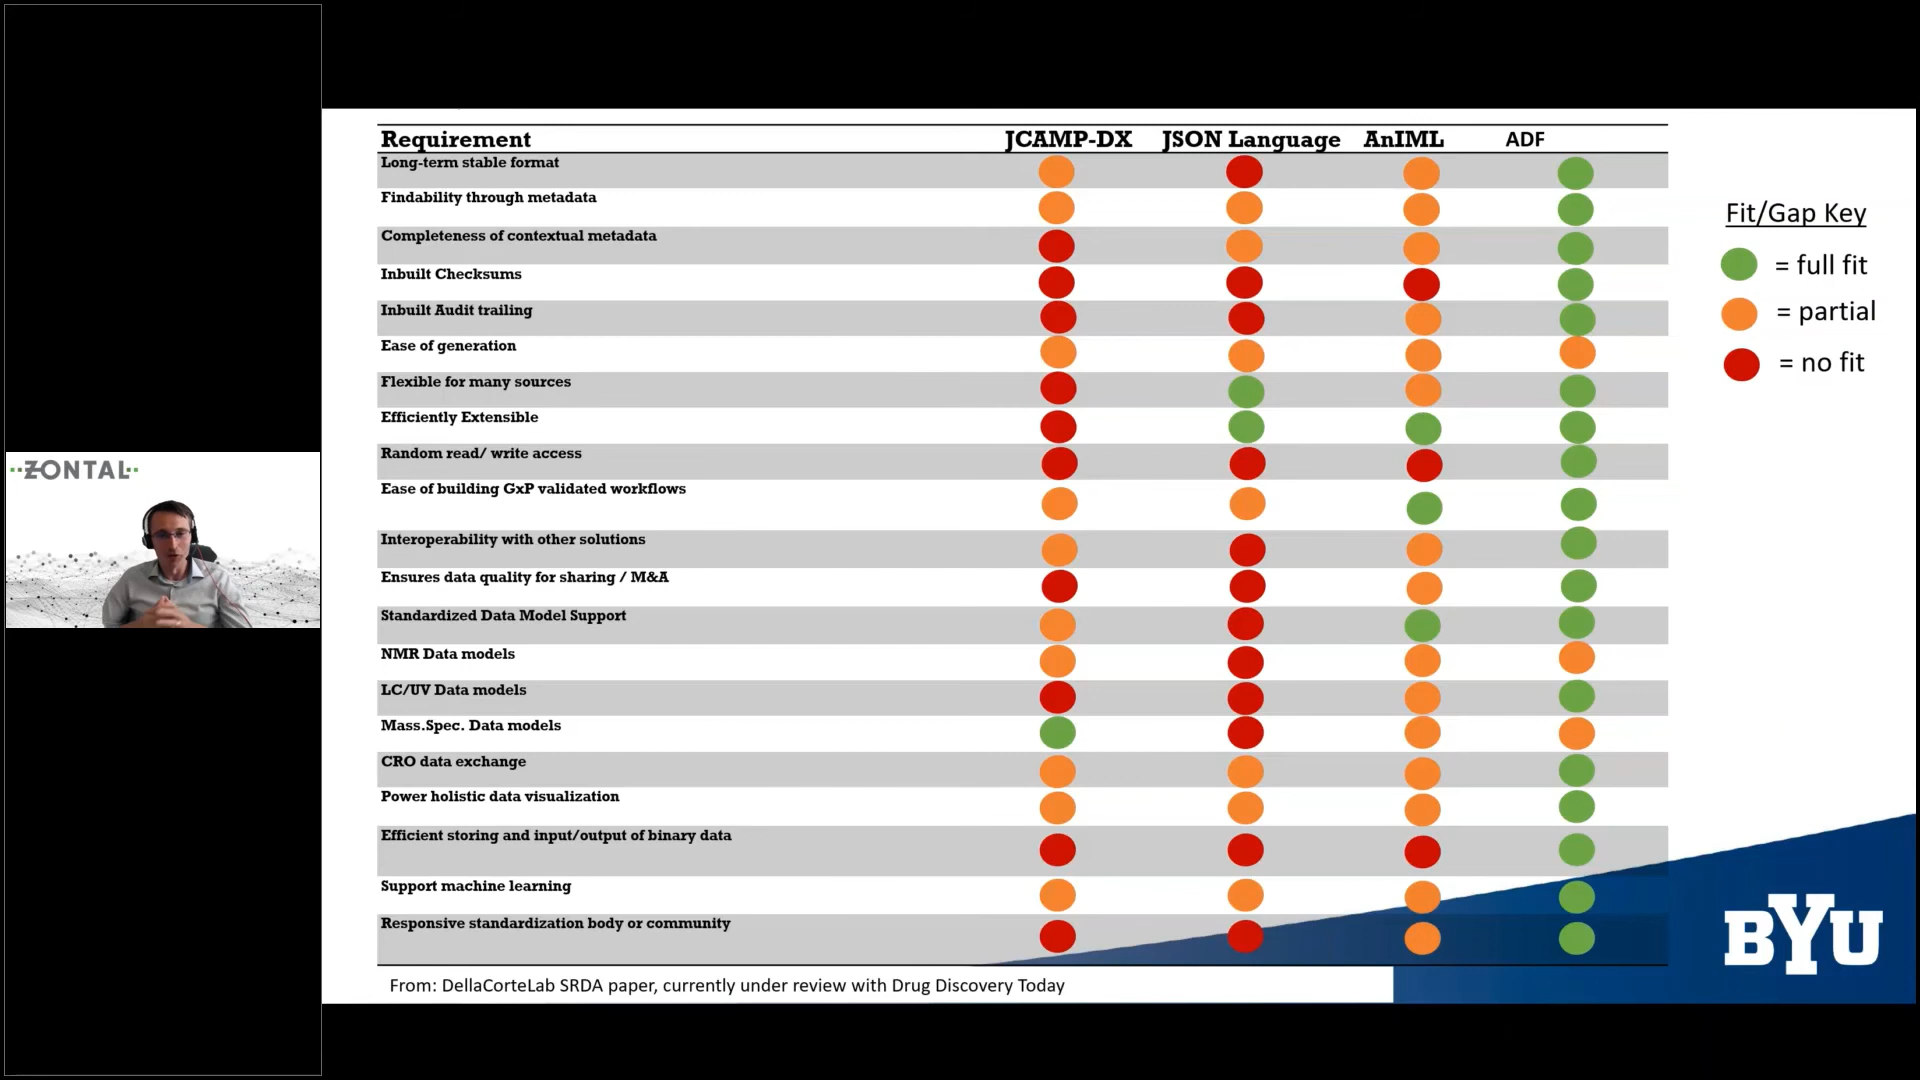 ZONTAL
Requirement JCAMP-DX JSON Language AnIML ADF
Long-term stable format
Findability through metadata
Completeness of contextual metadata
Inbuilt Checksums
Inbuilt Audit trailing
Ease of generation
Flexible for many sources
Efficiently Extensible
Random read/ write access
Ease of building GxP validated workflows
Interoperability with other solutions
Ensures data quality for sharing / M&A
Standardized Data Model Support
NMR Data models
LC/UV Data models
Mass.Spec. Data models
CRO data exchange
Power holistic data visualization
Efficient storing and input/output of binary data
Support machine learning
Responsive standardization body or community
From: DellaCorteLab SRDA paper, currently under review with Drug Discovery Today
Fit/Gap Key
= full fit
= partial
= no fit
BYU